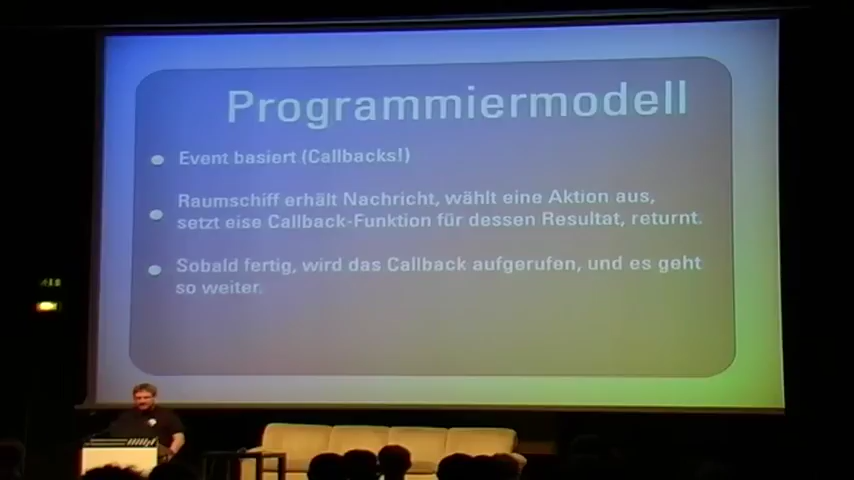 Programmiermodell
Event basiert (Callbacks!)
Raumschiff erhält Nachricht, wählt eine Aktion aus,
setzt eise Callback-Funktion für dessen Resultat, returnt.
Sobald fertig, wird das Callback aufgerufen, und es geht
so weiter.